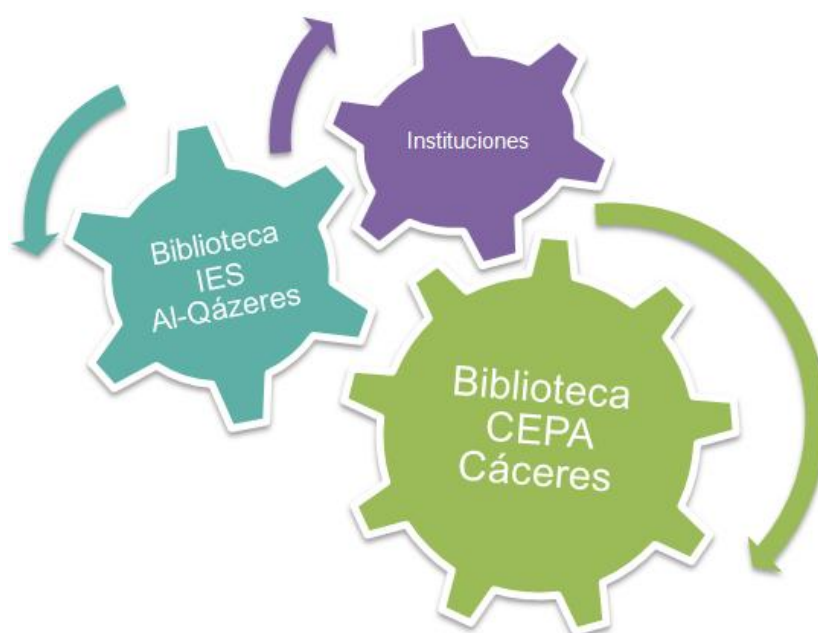 Instituciones
Biblioteca
IES
Al-Qázeres
Biblioteca
CEPA
Cáceres